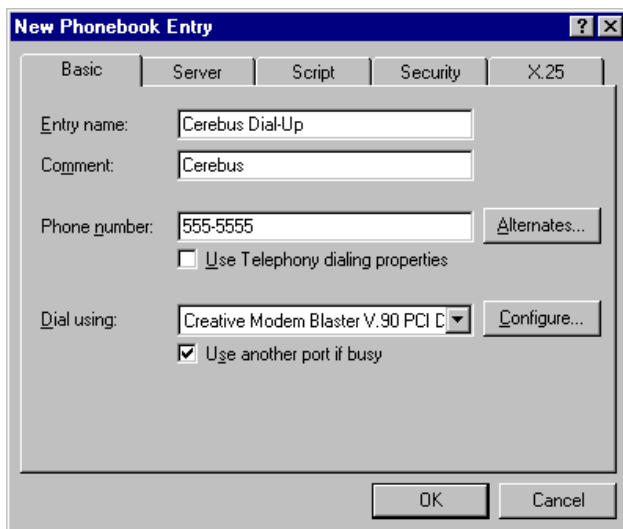 New Phonebook Entry
Basic Server Script Security X.25
Entry name: Cerebus Dial-Up
Comment: Cerebus
Phone number: 555-5555 Alternates...
Use Telephony dialing properties
Dial using: Creative Modem Blaster V.90 PCI D Configure...
Use another port if busy
OK Cancel